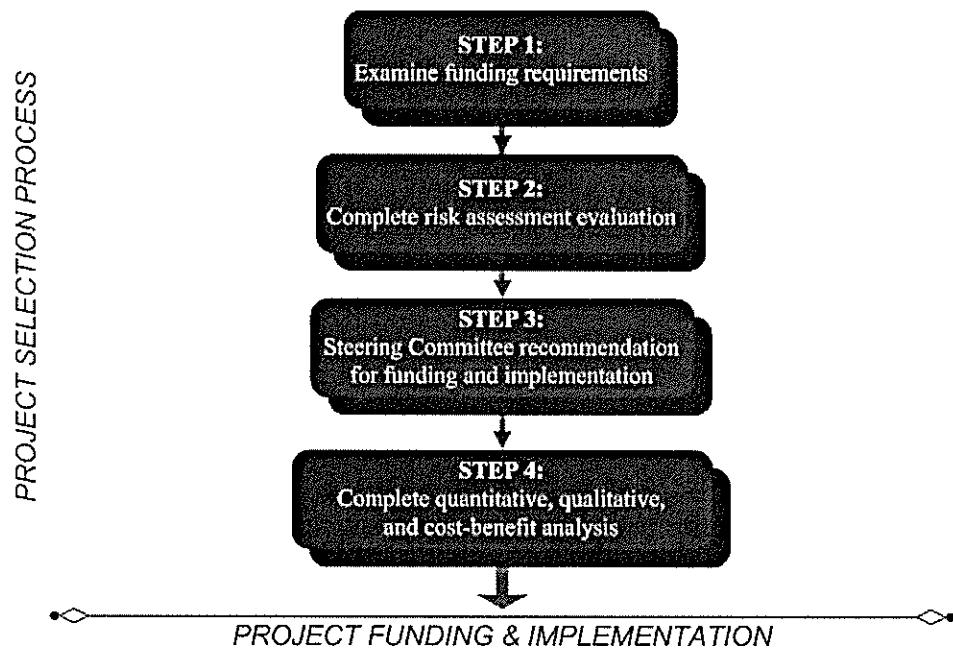 PROJECT SELECTION PROCESS
STEP 1:
Examine funding requirements
STEP 2:
Complete risk assessment evaluation
STEP 3:
Steering Committee recommendation
for funding and implementation
STEP 4:
Complete quantitative, qualitative,
and cost-benefit analysis
PROJECT FUNDING & IMPLEMENTATION